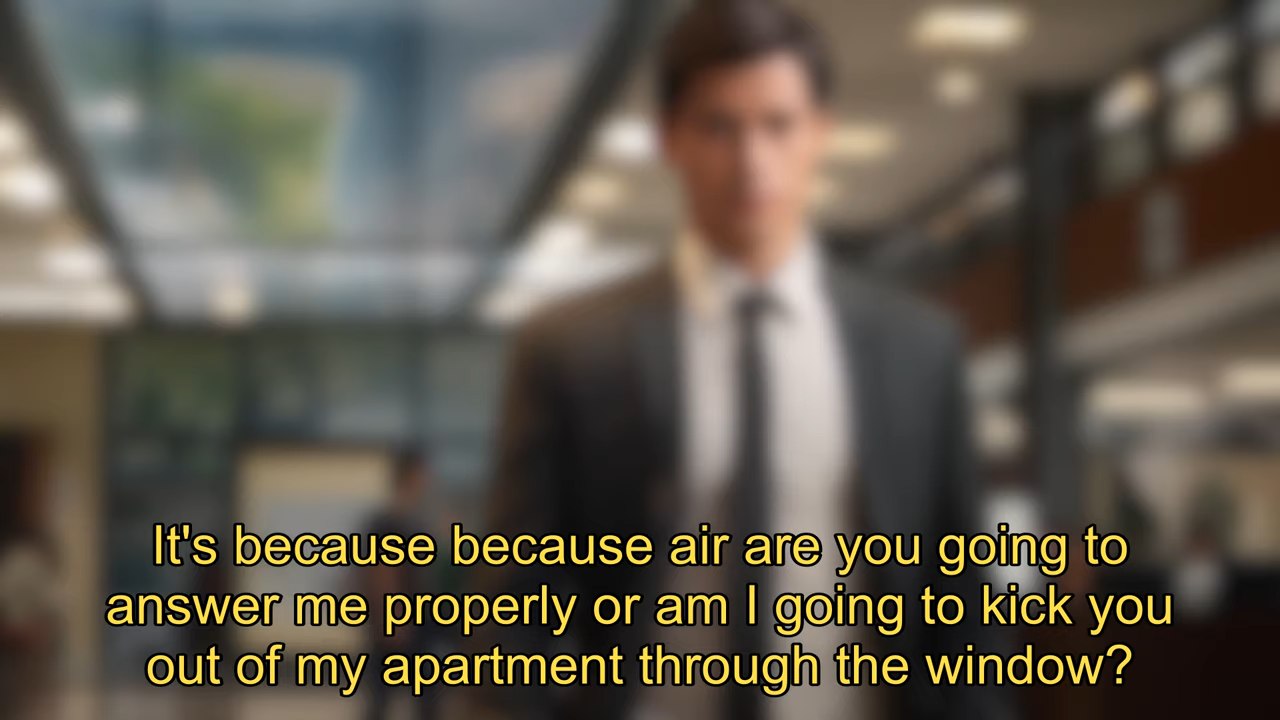 It's because because air are you going to
answer me properly or am I going to kick you
out of my apartment through the window?